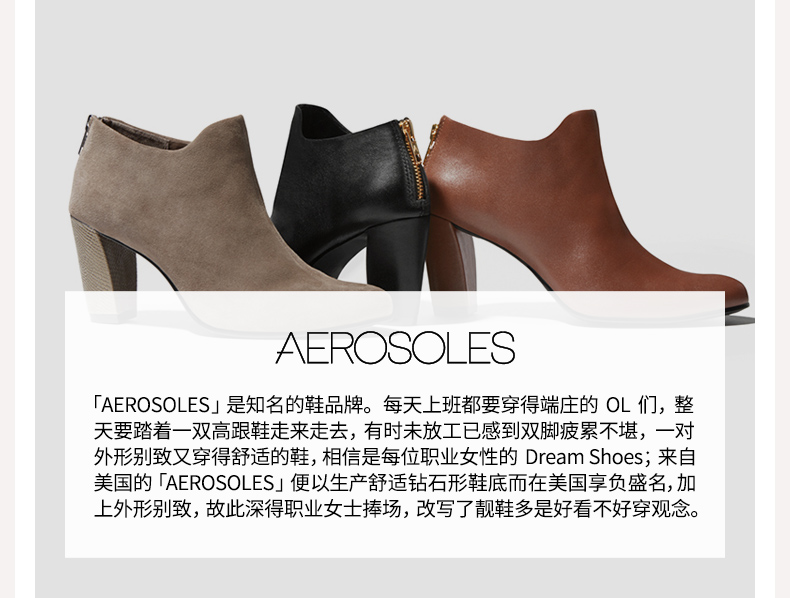 AEROSOLES
「AEROSOLES」是知名的鞋品牌。每天上班都要穿得端庄的 OL 们，整
天要踏着一双高跟鞋走来走去，有时未放工已感到双脚疲累不堪，一对
外形别致又穿得舒适的鞋，相信是每位职业女性的 Dream Shoes；来自
美国的「AEROSOLES」便以生产舒适钻石形鞋底而在美国享负盛名，加
上外形别致，故此深得职业女士捧场，改写了靓鞋多是好看不好穿观念。